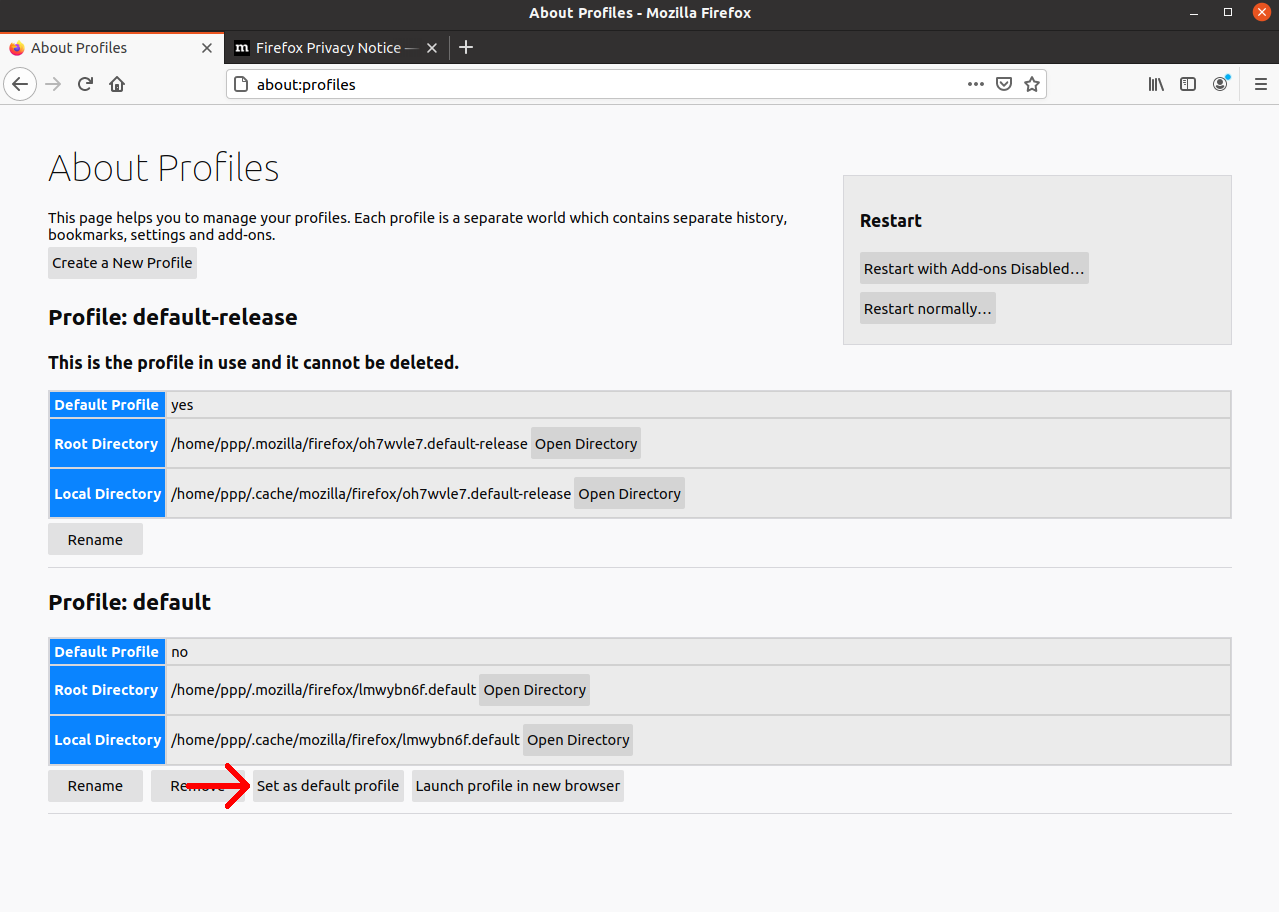 About Profiles - Mozilla Firefox
About Profiles
m Firefox Privacy Notice —
about:profiles
About Profiles
This page helps you to manage your profiles. Each profile is a separate world which contains separate history,
bookmarks, settings and add-ons.
Create a New Profile
Restart
Restart with Add-ons Disabled…
Restart normally…
Profile: default-release
This is the profile in use and it cannot be deleted.
Default Profile yes
Root Directory /home/ppp/.mozilla/firefox/oh7wvle7.default-release Open Directory
Local Directory /home/ppp/.cache/mozilla/firefox/oh7wvle7.default-release Open Directory
Rename
Profile: default
Default Profile no
Root Directory /home/ppp/.mozilla/firefox/lmwybn6f.default Open Directory
Local Directory /home/ppp/.cache/mozilla/firefox/lmwybn6f.default Open Directory
Rename Remove Set as default profile Launch profile in new browser